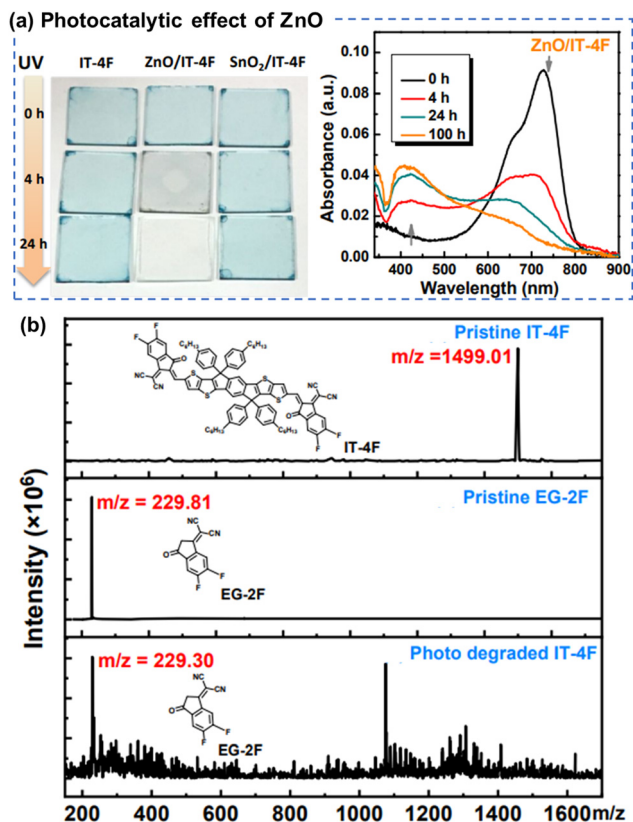 (a) Photocatalytic effect of ZnO
UV
IT-4F
ZnO/IT-4F
SnO₂/IT-4F
0 h
4 h
24 h
ZnO/IT-4F
0 h
4 h
24 h
100 h
Absorbance (a.u.)
0.10
0.08
0.06
0.04
0.02
0.00
400 500 600 700 800 900
Wavelength (nm)
(b)
Pristine IT-4F
m/z =1499.01
C₆H₁₃
C₆H₁₃
F
F
O
NC
CN
S
S
S
S
NC
CN
O
F
F
C₆H₁₃
C₆H₁₃
IT-4F
Pristine EG-2F
m/z = 229.81
NC
CN
O
F
F
EG-2F
Photo degraded IT-4F
m/z = 229.30
NC
CN
O
F
F
EG-2F
Intensity (×10⁶)
200 400 600 800 1000 1200 1400 1600 m/z